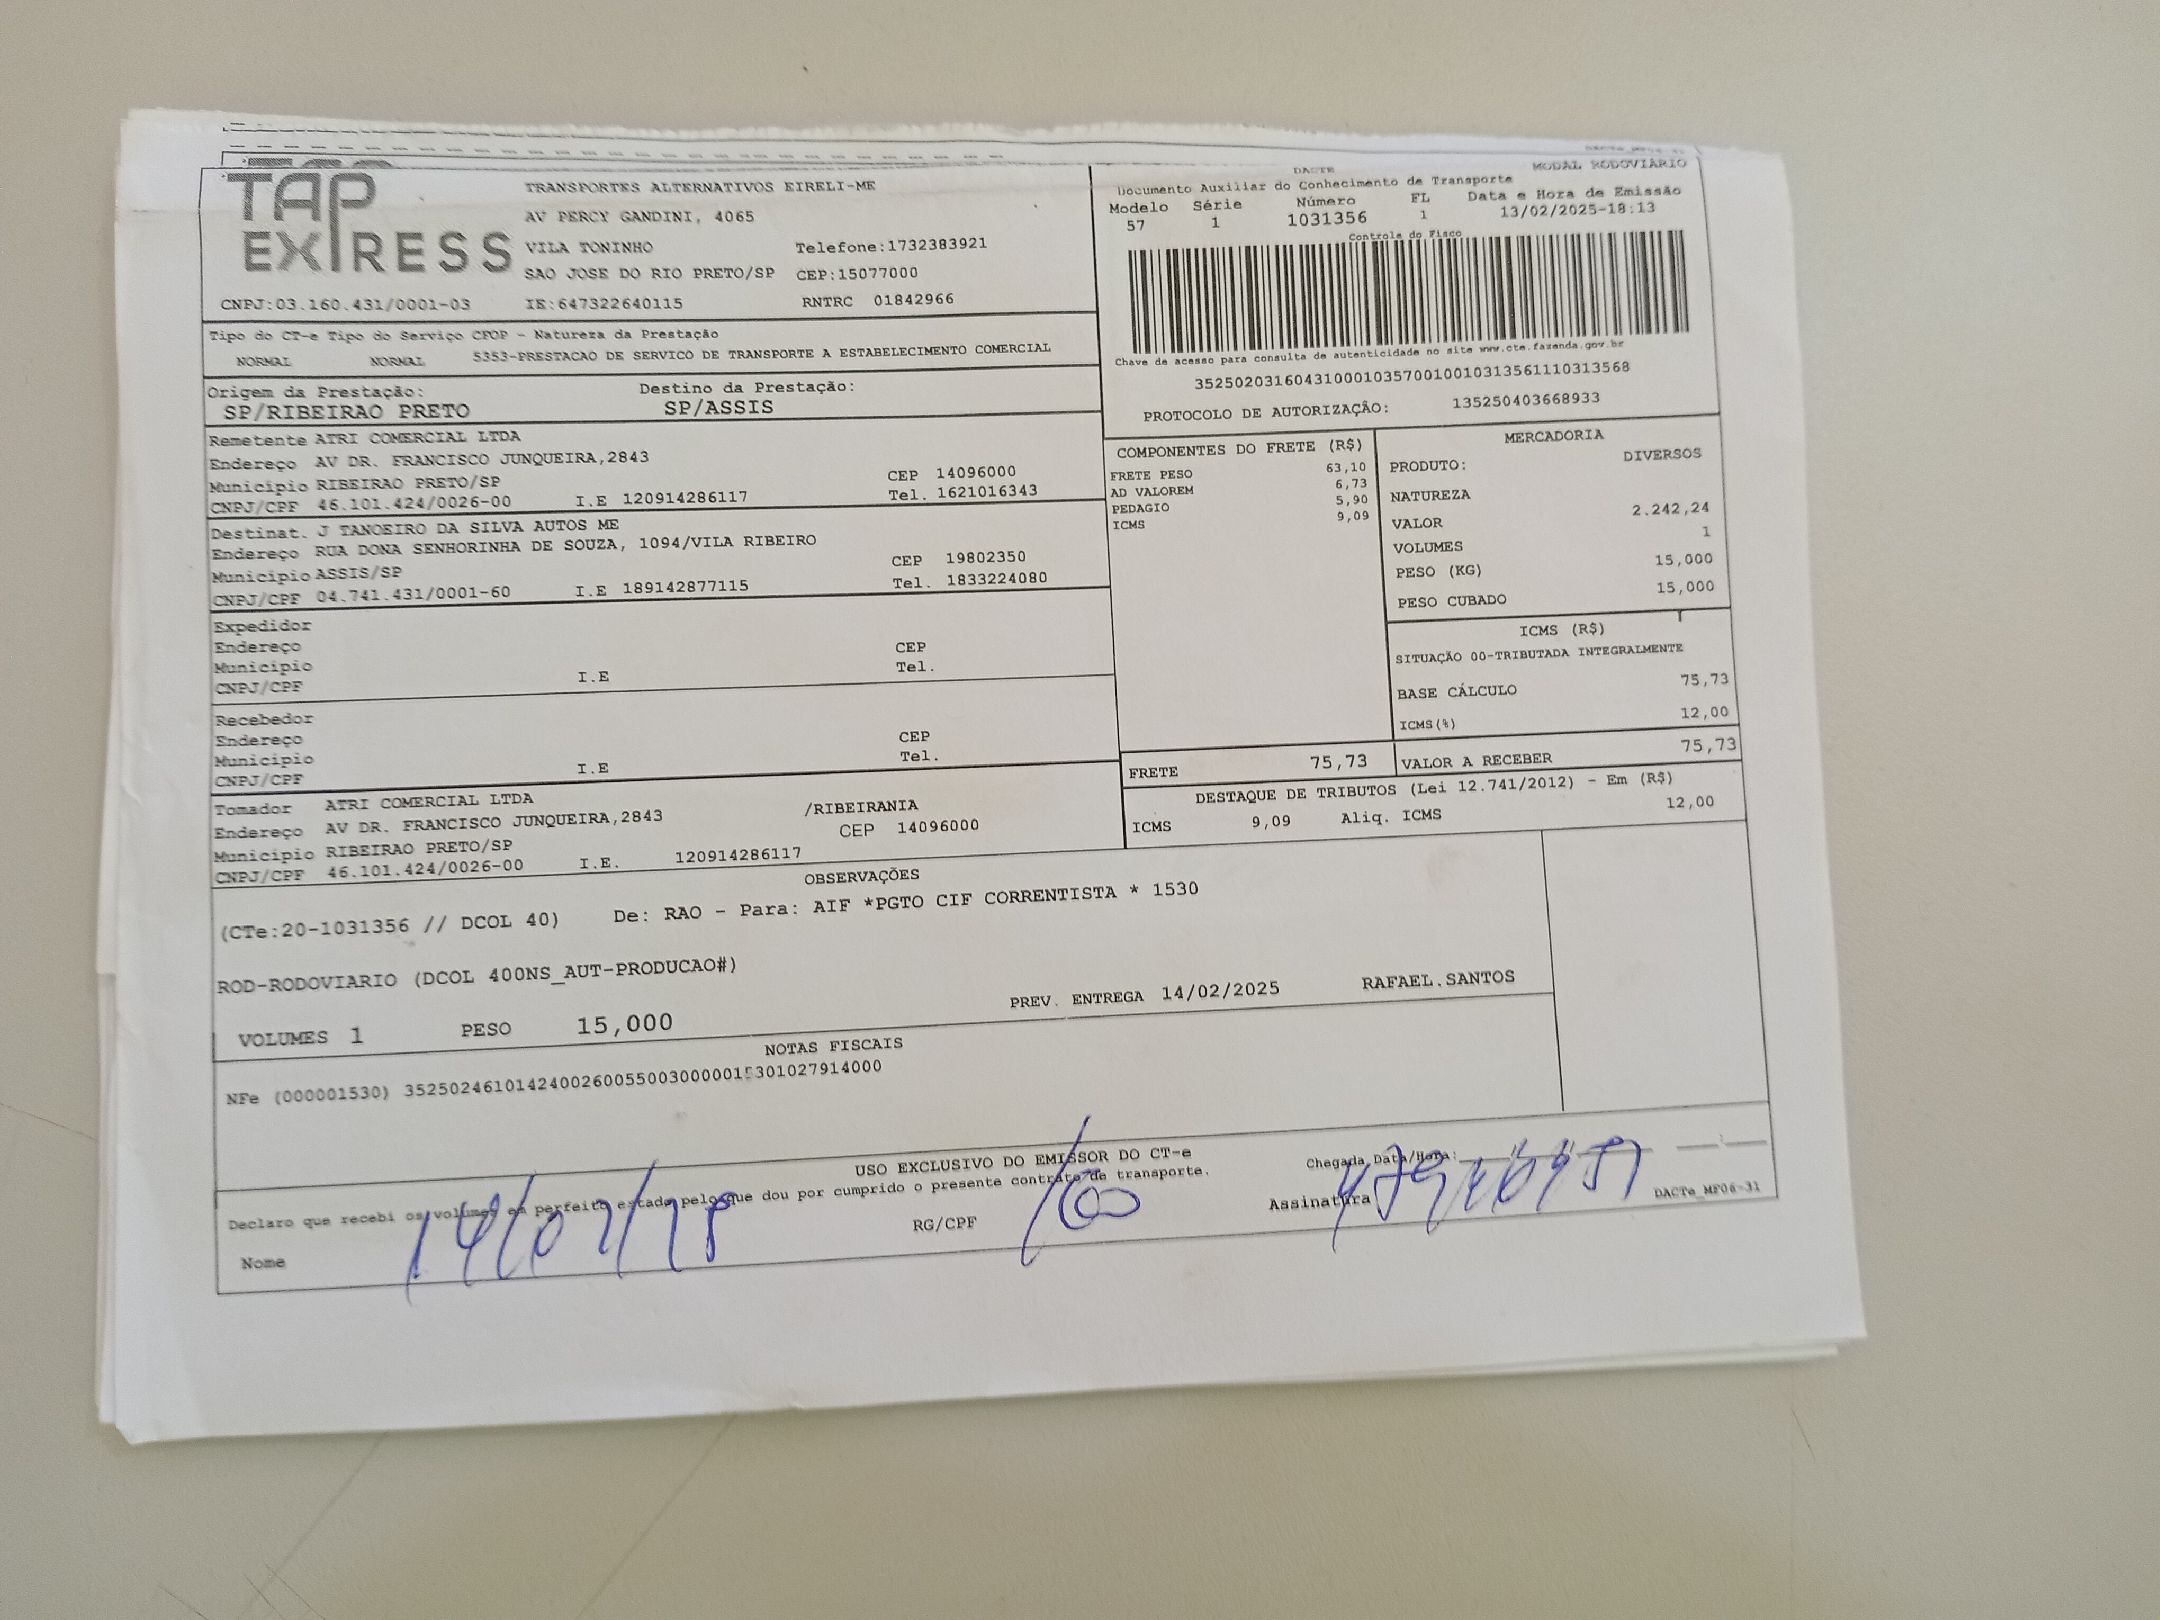 TAP EXPRESS
TRANSPORTES ALTERNATIVOS EIRELI-ME
AV PERCY GANDINI, 4065
VILA TONINHO Telefone:1732383921
SAO JOSE DO RIO PRETO/SP CEP:15077000
CNPJ:03.160.431/0001-03 IE:647322640115 RNTRC 01842966
DACTE MODAL RODOVIÁRIO
Documento Auxiliar do Conhecimento de Transporte
Modelo Série Número FL Data e Hora de Emissão
57 1 1031356 1 13/02/2025-18:13
Controle do Fisco
Chave de acesso para consulta de autenticidade no site www.cte.fazenda.gov.br
35250203160431000103570010010313561110313568
PROTOCOLO DE AUTORIZAÇÃO: 135250403668933
Tipo do CT-e Tipo do Serviço CFOP - Natureza da Prestação
NORMAL NORMAL 5353-PRESTACAO DE SERVICO DE TRANSPORTE A ESTABELECIMENTO COMERCIAL
Origem da Prestação: Destino da Prestação:
SP/RIBEIRAO PRETO SP/ASSIS
Remetente ATRI COMERCIAL LTDA
Endereço AV DR. FRANCISCO JUNQUEIRA,2843
Município RIBEIRAO PRETO/SP CEP 14096000
CNPJ/CPF 46.101.424/0026-00 I.E 120914286117 Tel. 1621016343
Destinat. J TANOEIRO DA SILVA AUTOS ME
Endereço RUA DONA SENHORINHA DE SOUZA, 1094/VILA RIBEIRO
Município ASSIS/SP CEP 19802350
CNPJ/CPF 04.741.431/0001-60 I.E 189142877115 Tel. 1833224080
Expedidor
Endereço CEP
Município Tel.
CNPJ/CPF I.E
Recebedor
Endereço CEP
Município Tel.
CNPJ/CPF I.E
Tomador ATRI COMERCIAL LTDA /RIBEIRANIA
Endereço AV DR. FRANCISCO JUNQUEIRA,2843 CEP 14096000
Município RIBEIRAO PRETO/SP
CNPJ/CPF 46.101.424/0026-00 I.E. 120914286117
COMPONENTES DO FRETE (R$)
FRETE PESO 63,10
AD VALOREM 6,73
PEDAGIO 5,90
ICMS 9,09
MERCADORIA
PRODUTO: DIVERSOS
NATUREZA
VALOR 2.242,24
VOLUMES 1
PESO (KG) 15,000
PESO CUBADO 15,000
ICMS (R$)
SITUAÇÃO 00-TRIBUTADA INTEGRALMENTE
BASE CÁLCULO 75,73
ICMS(%) 12,00
FRETE 75,73 VALOR A RECEBER 75,73
DESTAQUE DE TRIBUTOS (Lei 12.741/2012) - Em (R$)
ICMS 9,09 Aliq. ICMS 12,00
OBSERVAÇÕES
(CTe:20-1031356 // DCOL 40) De: RAO - Para: AIF *PGTO CIF CORRENTISTA * 1530
ROD-RODOVIARIO (DCOL 400NS_AUT-PRODUCAO#)
PREV. ENTREGA 14/02/2025 RAFAEL.SANTOS
VOLUMES 1 PESO 15,000
NOTAS FISCAIS
NFe (000001530) 35250246101424002600550030000015301027914000
USO EXCLUSIVO DO EMISSOR DO CT-e
Declaro que recebi os volumes em perfeito estado pelo que dou por cumprido o presente contrato de transporte.
Chegada Data/Hora:
Nome 14/02/25 RG/CPF Assinatura
DACTe_MF06-31